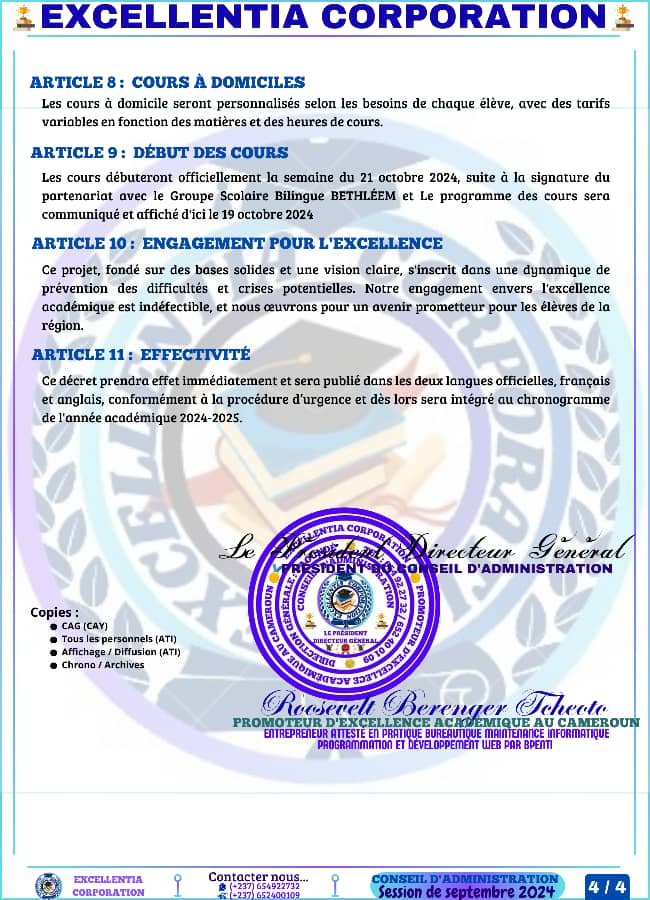 EXCELLENTIA CORPORATION
ARTICLE 8 : COURS À DOMICILES
Les cours à domicile seront personnalisés selon les besoins de chaque élève, avec des tarifs
variables en fonction des matières et des heures de cours.
ARTICLE 9 : DÉBUT DES COURS
Les cours débuteront officiellement la semaine du 21 octobre 2024, suite à la signature du
partenariat avec le Groupe Scolaire Bilingue BETHLÉEM et Le programme des cours sera
communiqué et affiché d'ici le 19 octobre 2024
ARTICLE 10 : ENGAGEMENT POUR L'EXCELLENCE
Ce projet, fondé sur des bases solides et une vision claire, s'inscrit dans une dynamique de
prévention des difficultés et crises potentielles. Notre engagement envers l'excellence
académique est indéfectible, et nous œuvrons pour un avenir prometteur pour les élèves de la
région.
ARTICLE 11 : EFFECTIVITÉ
Ce décret prendra effet immédiatement et sera publié dans les deux langues officielles, français
et anglais, conformément à la procédure d'urgence et dès lors sera intégré au chronogramme
de l'année académique 2024-2025.
Le Président Directeur Général
PRÉSIDENT DU CONSEIL D'ADMINISTRATION
EXCELLENTIA CORPORATION
PROMOTEUR D'EXCELLECE ACADEMIQUE AU CAMEROUN
DIRECTION GÉNÉRALE
CONSEIL D'ADMINISTRATION
LE PRÉSIDENT
DIRECTEUR GÉNÉRAL
Copies :
CAG (CAY)
Tous les personnels (ATI)
Affichage / Diffusion (ATI)
Chrono / Archives
Roosevelt Berenger Tcheoto
PROMOTEUR D'EXCELLENCE ACADÉMIQUE AU CAMEROUN
ENTREPRENEUR ATTESTÉ EN PRATIQUE BUREAUTIQUE MAINTENANCE INFORMATIQUE
PROGRAMMATION ET DÉVELOPPEMENT WEB PAR BPENTI
EXCELLENTIA
CORPORATION
Contacter nous...
(+237) 654922732
(+237) 652400109
CONSEIL D'ADMINISTRATION
Session de septembre 2024
4 / 4